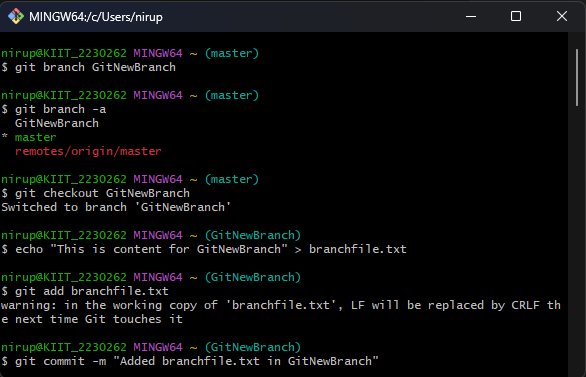 MINGW64:/c/Users/nirup
nirup@KIIT_2230262 MINGW64 ~ (master)
$ git branch GitNewBranch
nirup@KIIT_2230262 MINGW64 ~ (master)
$ git branch -a
  GitNewBranch
* master
  remotes/origin/master
nirup@KIIT_2230262 MINGW64 ~ (master)
$ git checkout GitNewBranch
Switched to branch 'GitNewBranch'
nirup@KIIT_2230262 MINGW64 ~ (GitNewBranch)
$ echo "This is content for GitNewBranch" > branchfile.txt
nirup@KIIT_2230262 MINGW64 ~ (GitNewBranch)
$ git add branchfile.txt
warning: in the working copy of 'branchfile.txt', LF will be replaced by CRLF th
e next time Git touches it
nirup@KIIT_2230262 MINGW64 ~ (GitNewBranch)
$ git commit -m "Added branchfile.txt in GitNewBranch"